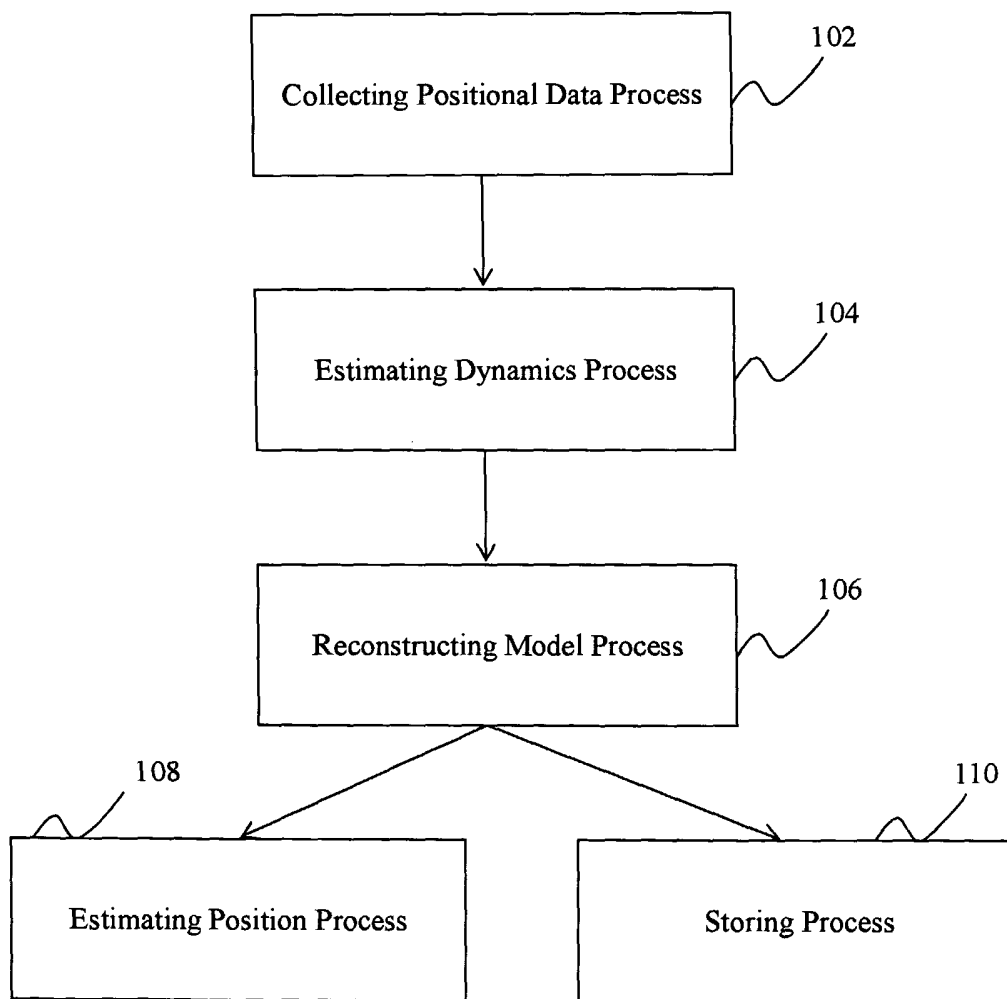 102
Collecting Positional Data Process
104
Estimating Dynamics Process
106
Reconstructing Model Process
108
110
Estimating Position Process
Storing Process